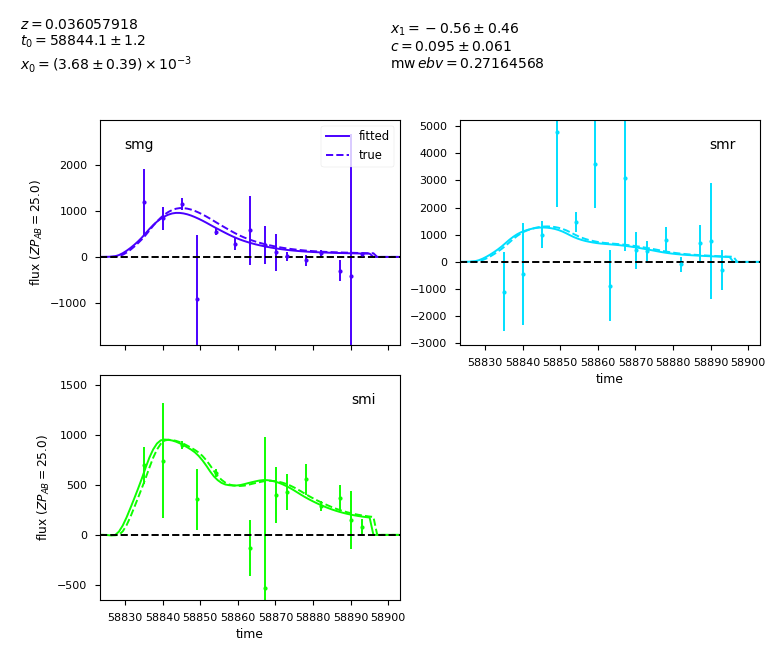 z = 0.036057918
t₀ = 58844.1 ± 1.2
x₀ = (3.68 ± 0.39) × 10⁻³
x₁ = −0.56 ± 0.46
c = 0.095 ± 0.061
mw ebv = 0.27164568
smg
fitted
true
2000
1000
0
−1000
flux (ZP_AB = 25.0)
smr
5000
4000
3000
2000
1000
0
−1000
−2000
−3000
58830 58840 58850 58860 58870 58880 58890 58900
time
smi
1500
1000
500
0
−500
flux (ZP_AB = 25.0)
58830 58840 58850 58860 58870 58880 58890 58900
time